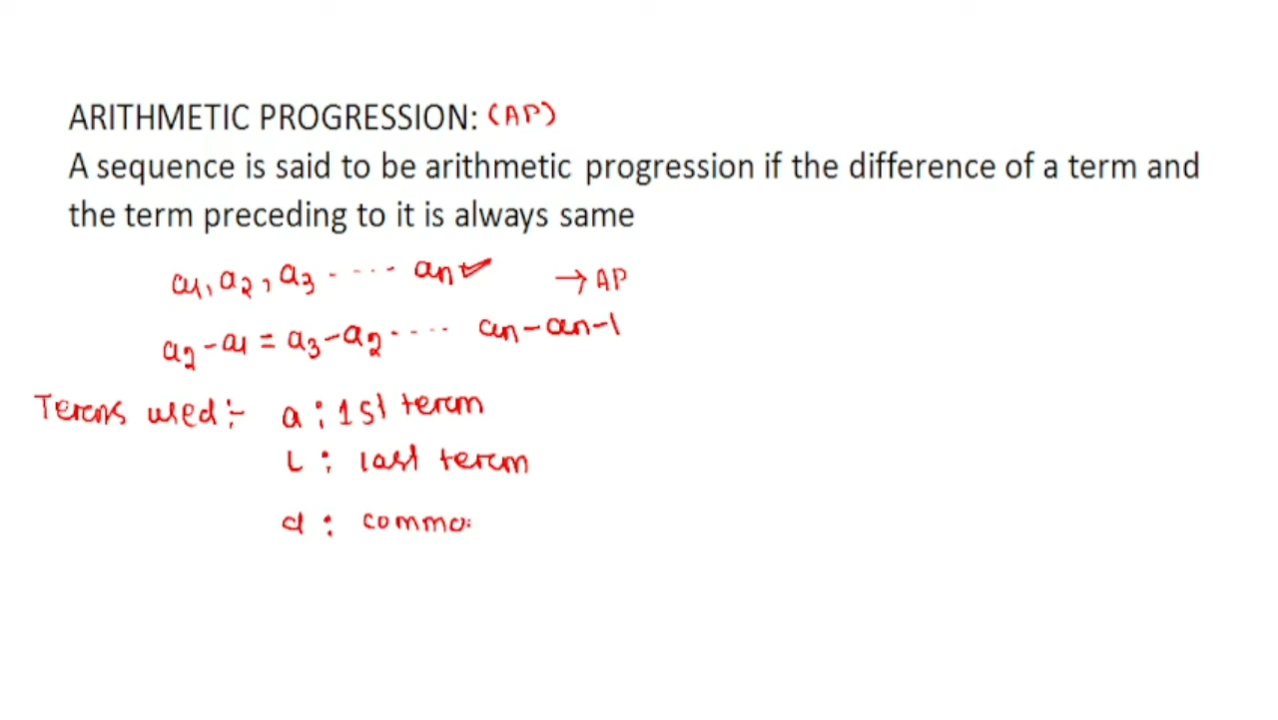 ARITHMETIC PROGRESSION: (AP)
A sequence is said to be arithmetic progression if the difference of a term and
the term preceding to it is always same
a1, a2, a3 ---- an → AP
a2 - a1 = a3 - a2 ---- an - an-1
Terms used :- a : 1st term
L : last term
d : commo